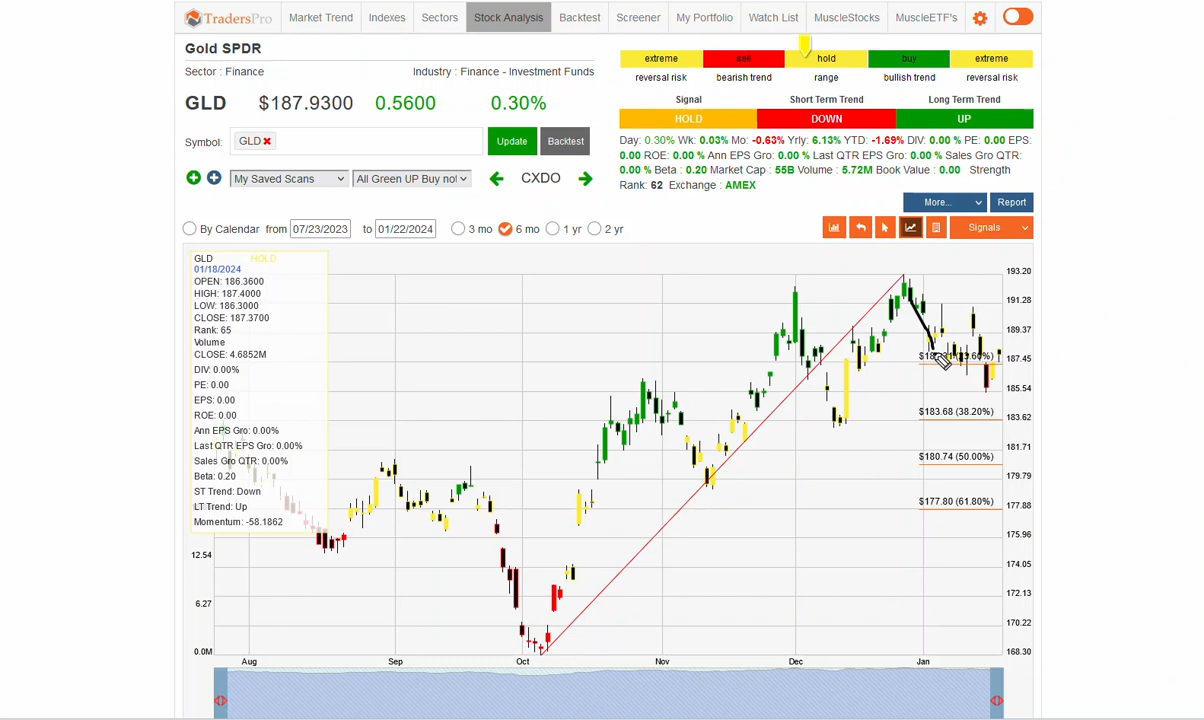 TradersPro Market Trend Indexes Sectors Stock Analysis Backtest Screener My Portfolio Watch List MuscleStocks MuscleETF's
Gold SPDR
Sector : Finance Industry : Finance - Investment Funds
GLD $187.9300 0.5600 0.30%
Symbol: GLD Update Backtest
My Saved Scans All Green UP Buy not CXDO
extreme sell hold buy extreme
reversal risk bearish trend range bullish trend reversal risk
Signal Short Term Trend Long Term Trend
HOLD DOWN UP
Day: 0.30% Wk: 0.03% Mo: -0.63% Yrly: 6.13% YTD: -1.69% DIV: 0.00 % PE: 0.00 EPS:
0.00 ROE: 0.00 % Ann EPS Gro: 0.00 % Last QTR EPS Gro: 0.00 % Sales Gro QTR:
0.00 % Beta : 0.20 Market Cap : 55B Volume : 5.72M Book Value : 0.00 Strength
Rank: 62 Exchange : AMEX
More... Report
By Calendar from 07/23/2023 to 01/22/2024 3 mo 6 mo 1 yr 2 yr Signals
GLD HOLD
01/18/2024
OPEN: 186.3600
HIGH: 187.4000
LOW: 186.3000
CLOSE: 187.3700
Rank: 65
Volume
CLOSE: 4.6852M
DIV: 0.00%
PE: 0.00
EPS: 0.00
ROE: 0.00
Ann EPS Gro: 0.00%
Last QTR EPS Gro: 0.00%
Sales Gro QTR: 0.00%
Beta: 0.20
ST Trend: Down
LT Trend: Up
Momentum: -58.1862
12.54
6.27
0.0M
193.20
191.28
189.37
187.45
185.54
183.62
181.71
179.79
177.88
175.96
174.05
172.13
170.22
168.30
$183.68 (38.20%)
$180.74 (50.00%)
$177.80 (61.80%)
Aug Sep Oct Nov Dec Jan